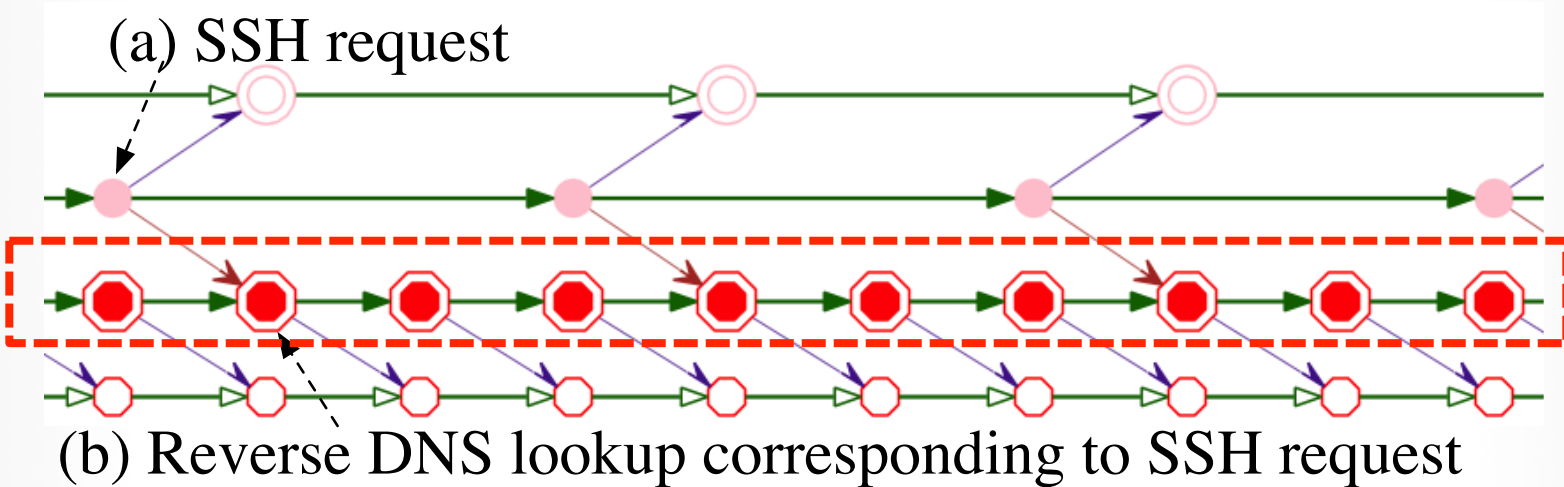 (a) SSH request
(b) Reverse DNS lookup corresponding to SSH request